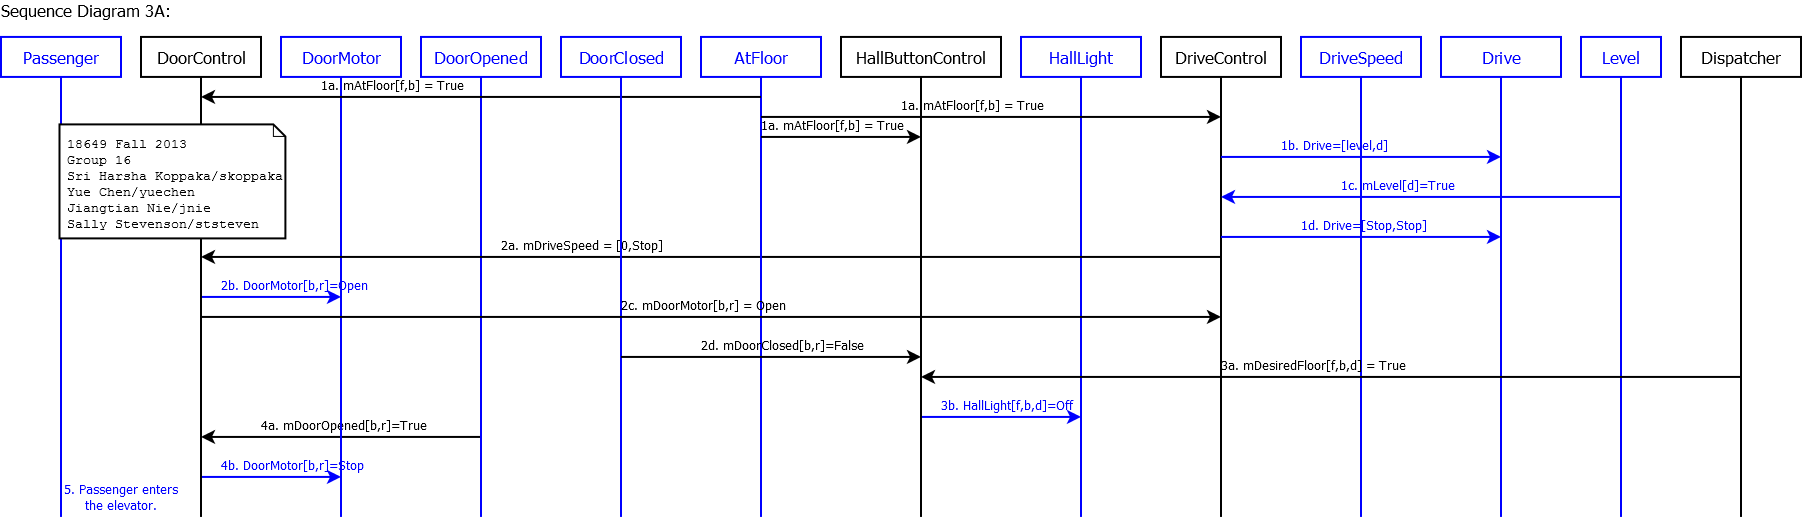 Sequence Diagram 3A:
Passenger
DoorControl
DoorMotor
DoorOpened
DoorClosed
AtFloor
HallButtonControl
HallLight
DriveControl
DriveSpeed
Drive
Level
Dispatcher
1a. mAtFloor[f,b] = True
1a. mAtFloor[f,b] = True
1a. mAtFloor[f,b] = True
18649 Fall 2013
Group 16
Sri Harsha Koppaka/skoppaka
Yue Chen/yuechen
Jiangtian Nie/jnie
Sally Stevenson/ststeven
1b. Drive=[level,d]
1c. mLevel[d]=True
1d. Drive=[Stop,Stop]
2a. mDriveSpeed = [0,Stop]
2b. DoorMotor[b,r]=Open
2c. mDoorMotor[b,r] = Open
2d. mDoorClosed[b,r]=False
3a. mDesiredFloor[f,b,d] = True
3b. HallLight[f,b,d]=Off
4a. mDoorOpened[b,r]=True
4b. DoorMotor[b,r]=Stop
5. Passenger enters
the elevator.